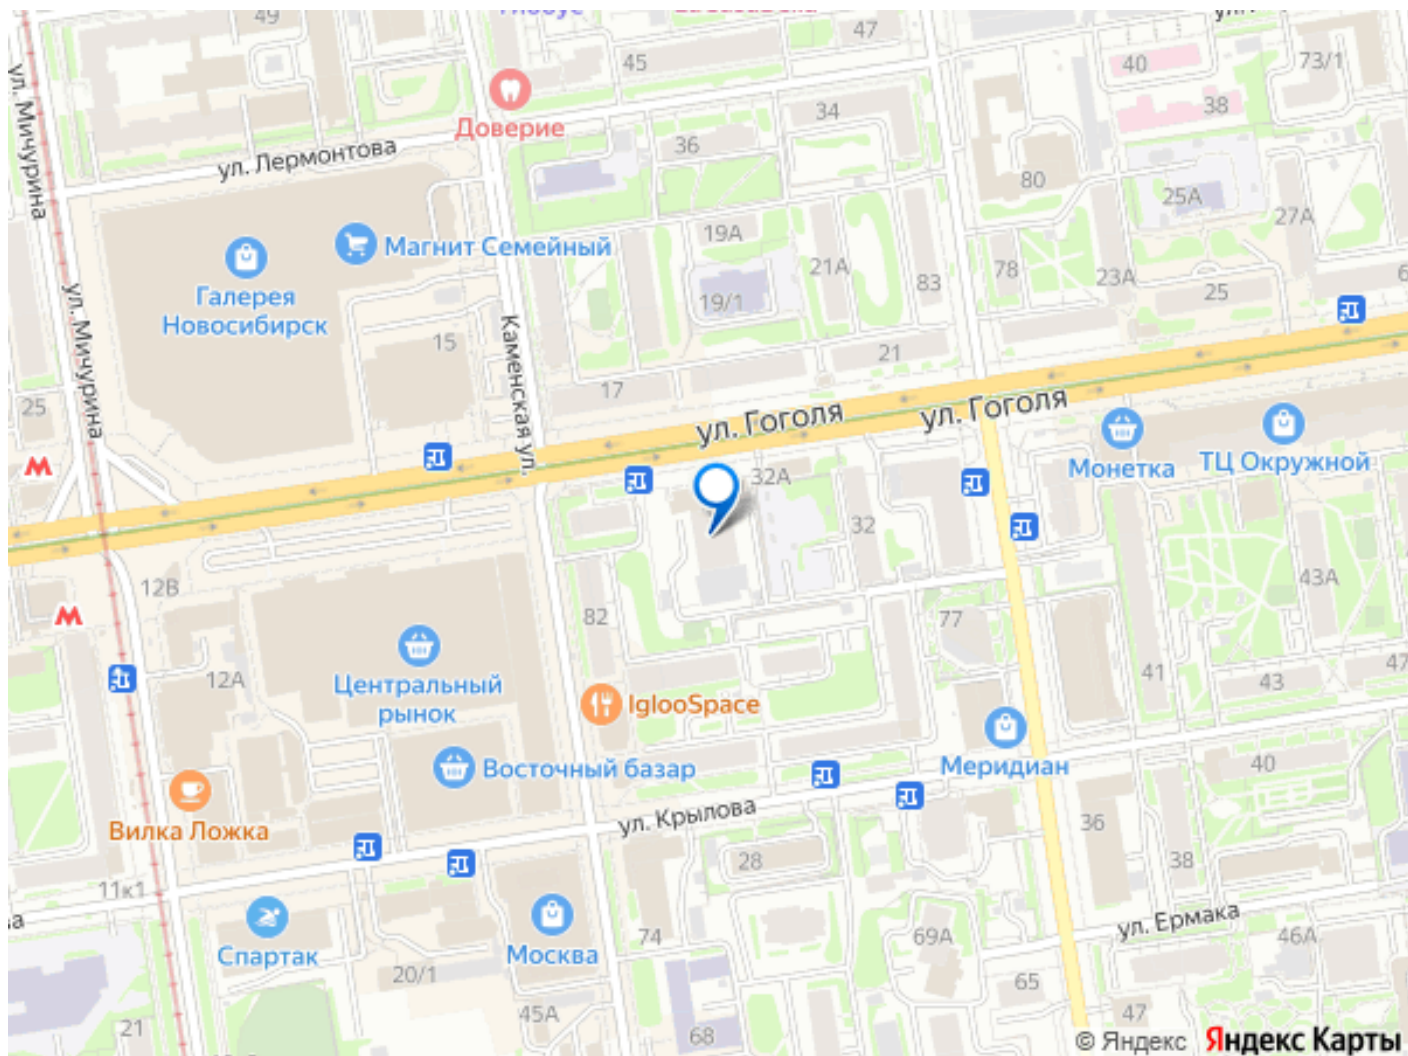 49
47
45
40
73/1
ул. Мичурина
Доверие
34
38
36
ул. Лермонтова
80
25А
27А
Магнит Семейный
19А
21А
83
78
23А
25
19/1
Галерея
Новосибирск
ул. Мичурина
Каменская ул.
15
21
17
25
ул. Гоголя
ул. Гоголя
Монетка
ТЦ Окружной
32А
32
12В
43А
82
77
Центральный
рынок
12А
41
43
47
IglooSpace
Восточный базар
Меридиан
40
Вилка Ложка
ул. Крылова
36
28
38
11к1
ул. Ермака
Спартак
Москва
74
69А
46А
20/1
65
45А
47
21
68
© Яндекс Яндекс Карты